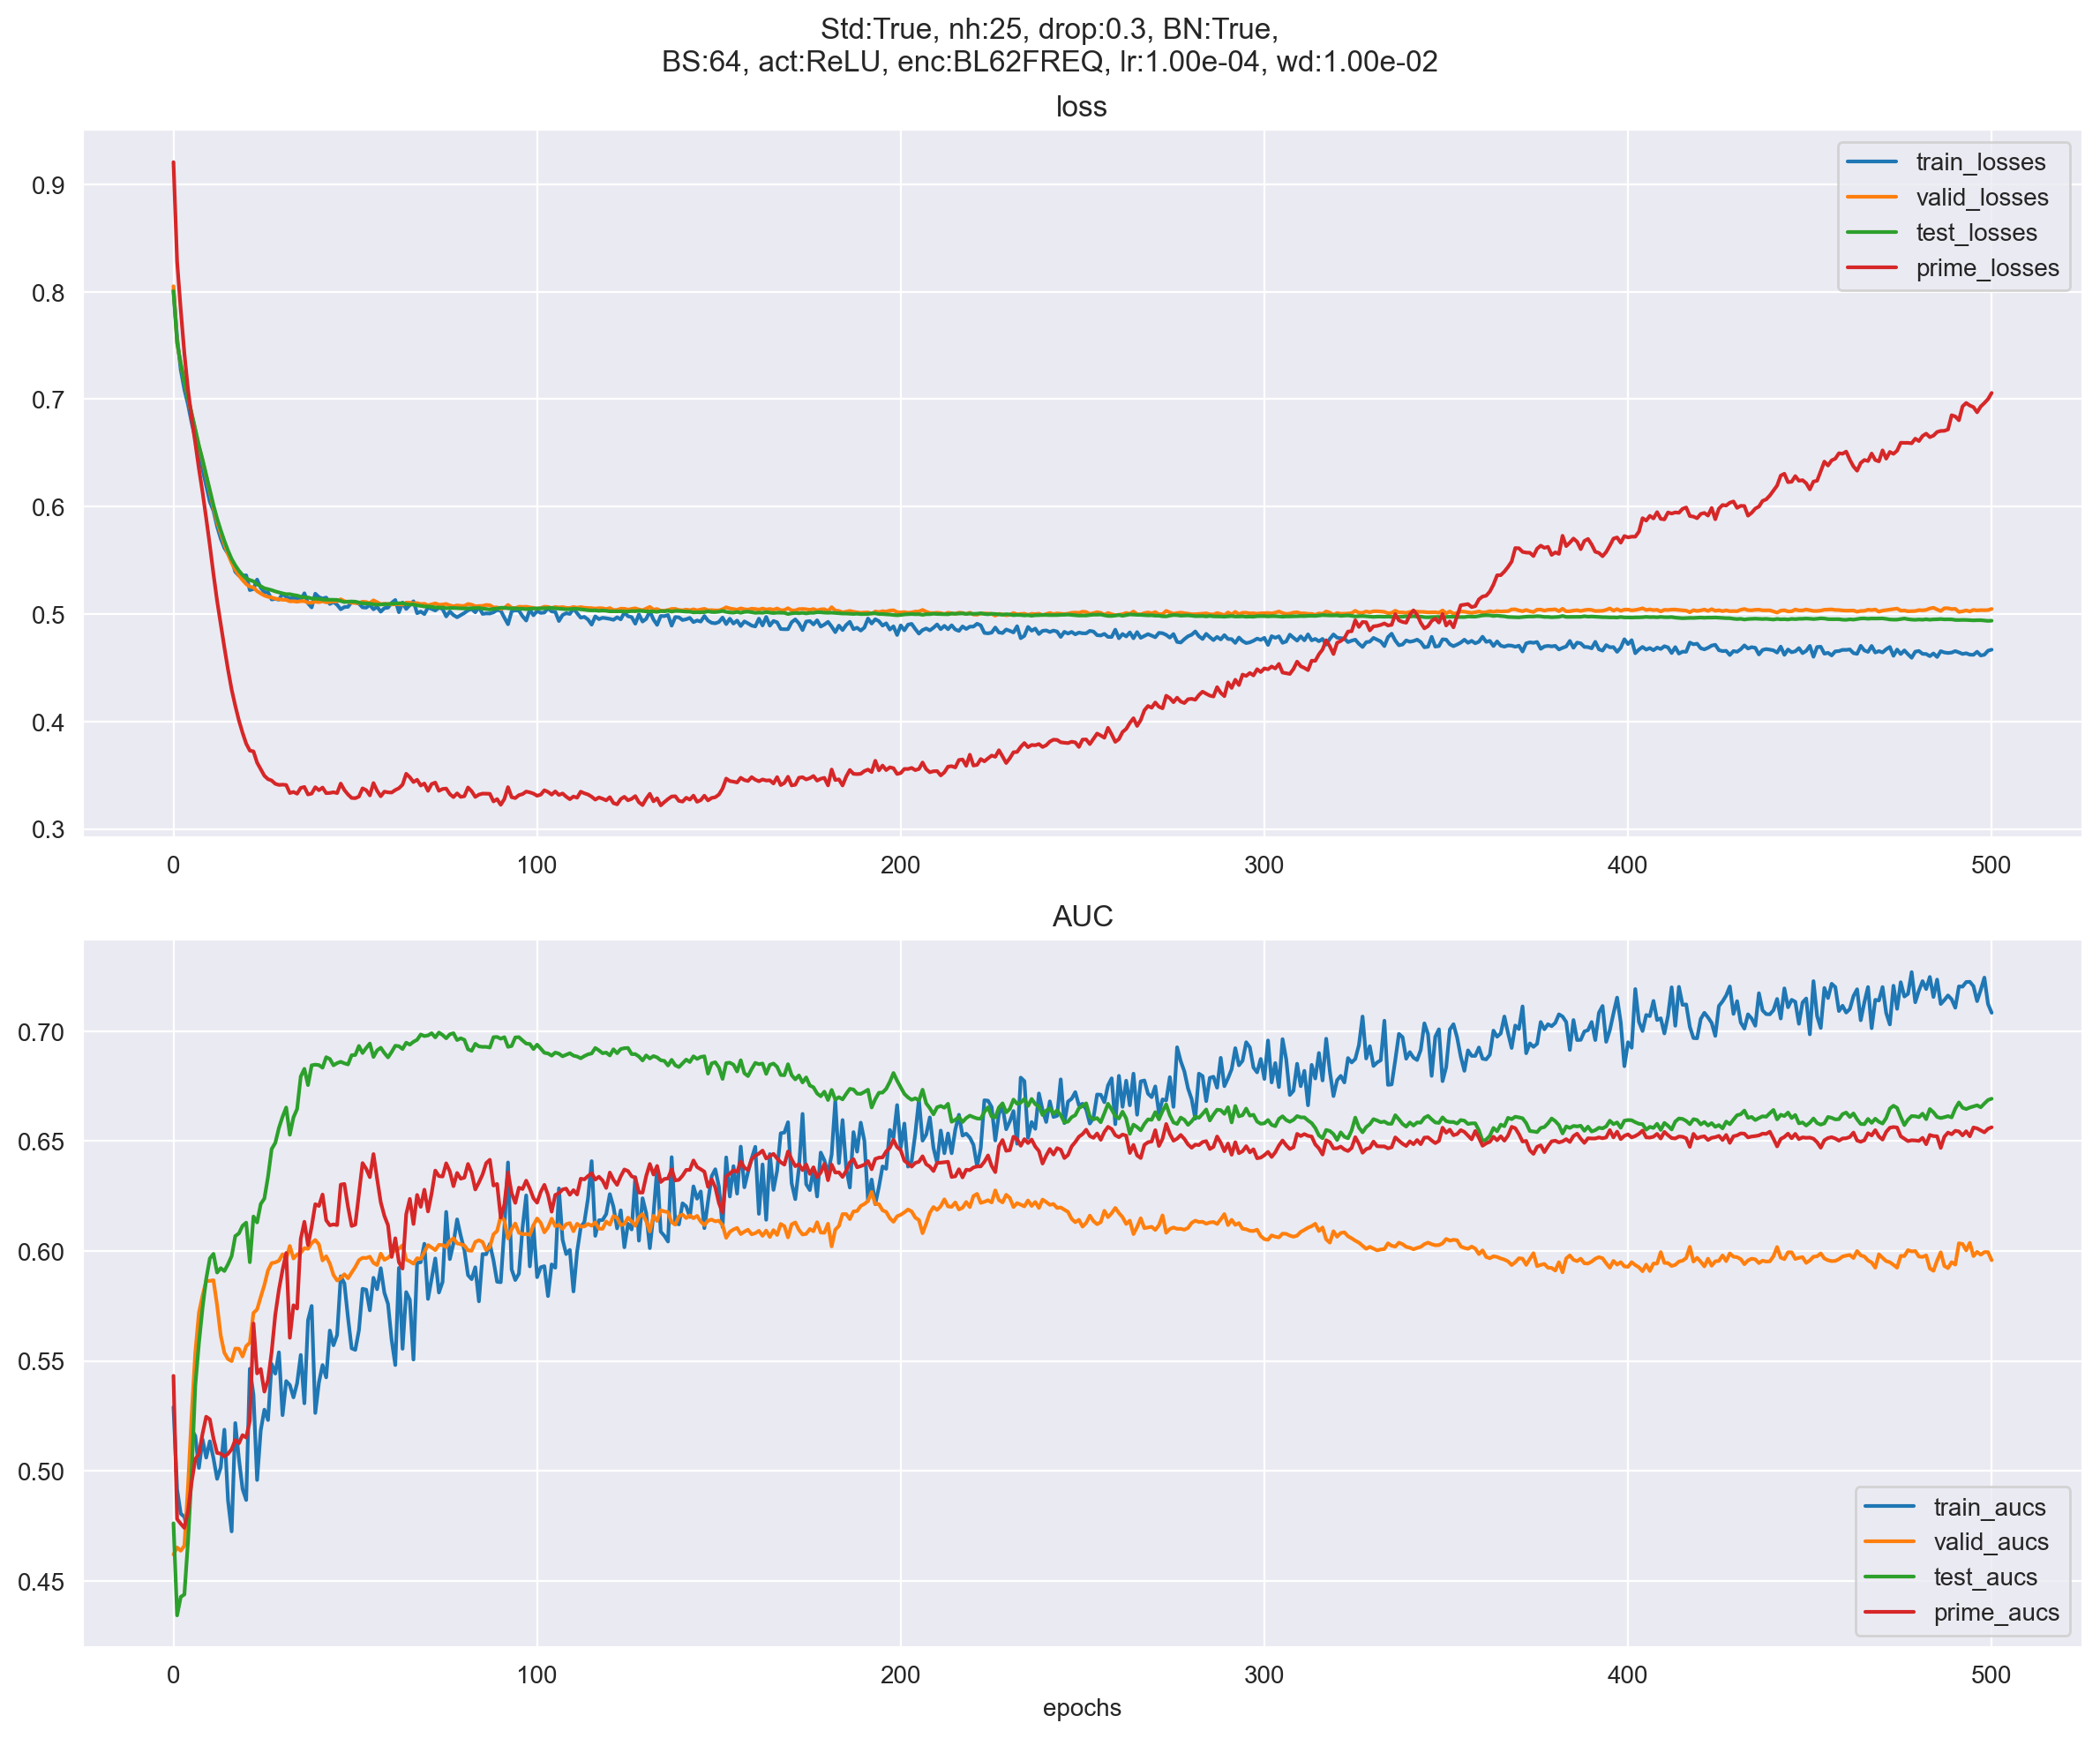 Std:True, nh:25, drop:0.3, BN:True,
BS:64, act:ReLU, enc:BL62FREQ, lr:1.00e-04, wd:1.00e-02
loss
0.9
0.8
0.7
0.6
0.5
0.4
0.3
train_losses
valid_losses
test_losses
prime_losses
0 100 200 300 400 500
AUC
0.70
0.65
0.60
0.55
0.50
0.45
train_aucs
valid_aucs
test_aucs
prime_aucs
0 100 200 300 400 500
epochs